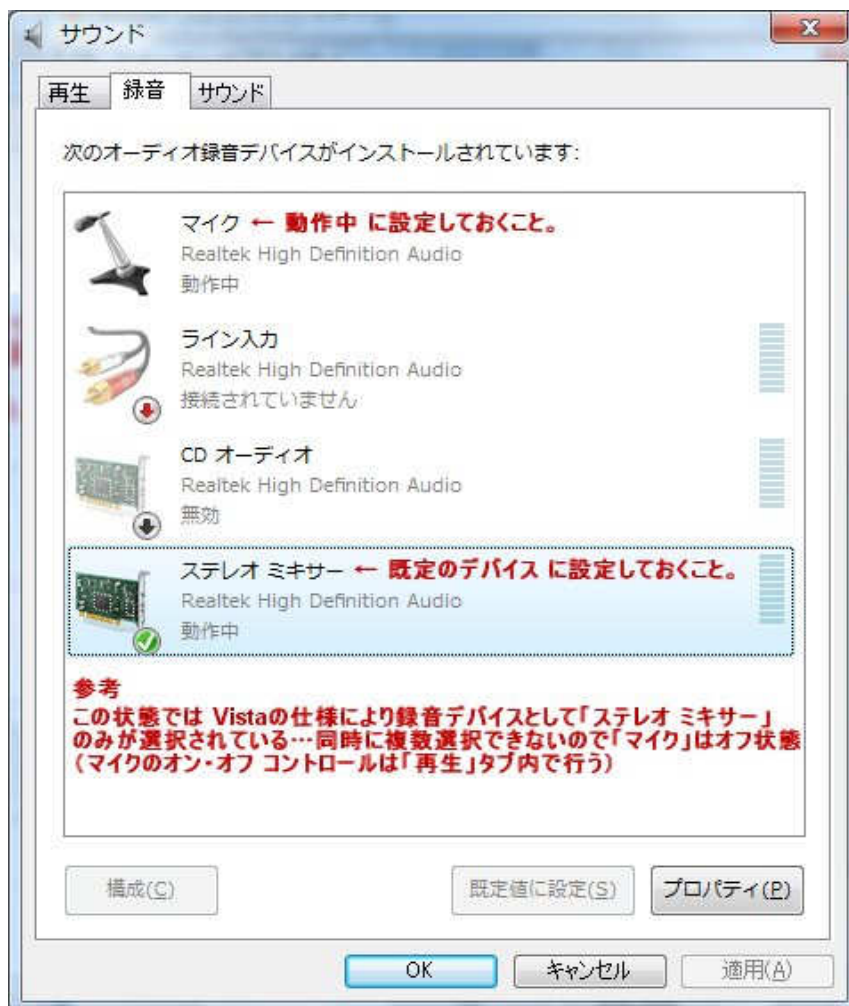 サウンド
再生 録音 サウンド
次のオーディオ録音デバイスがインストールされています:
マイク ← 動作中 に設定しておくこと。
Realtek High Definition Audio
動作中
ライン入力
Realtek High Definition Audio
接続されていません
CD オーディオ
Realtek High Definition Audio
無効
ステレオ ミキサー ← 既定のデバイス に設定しておくこと。
Realtek High Definition Audio
動作中
参考
この状態では Vistaの仕様により録音デバイスとして「ステレオ ミキサー」
のみが選択されている…同時に複数選択できないので「マイク」はオフ状態
(マイクのオン・オフ コントロールは「再生」タブ内で行う)
構成(C) 既定値に設定(S) プロパティ(P)
OK キャンセル 適用(A)